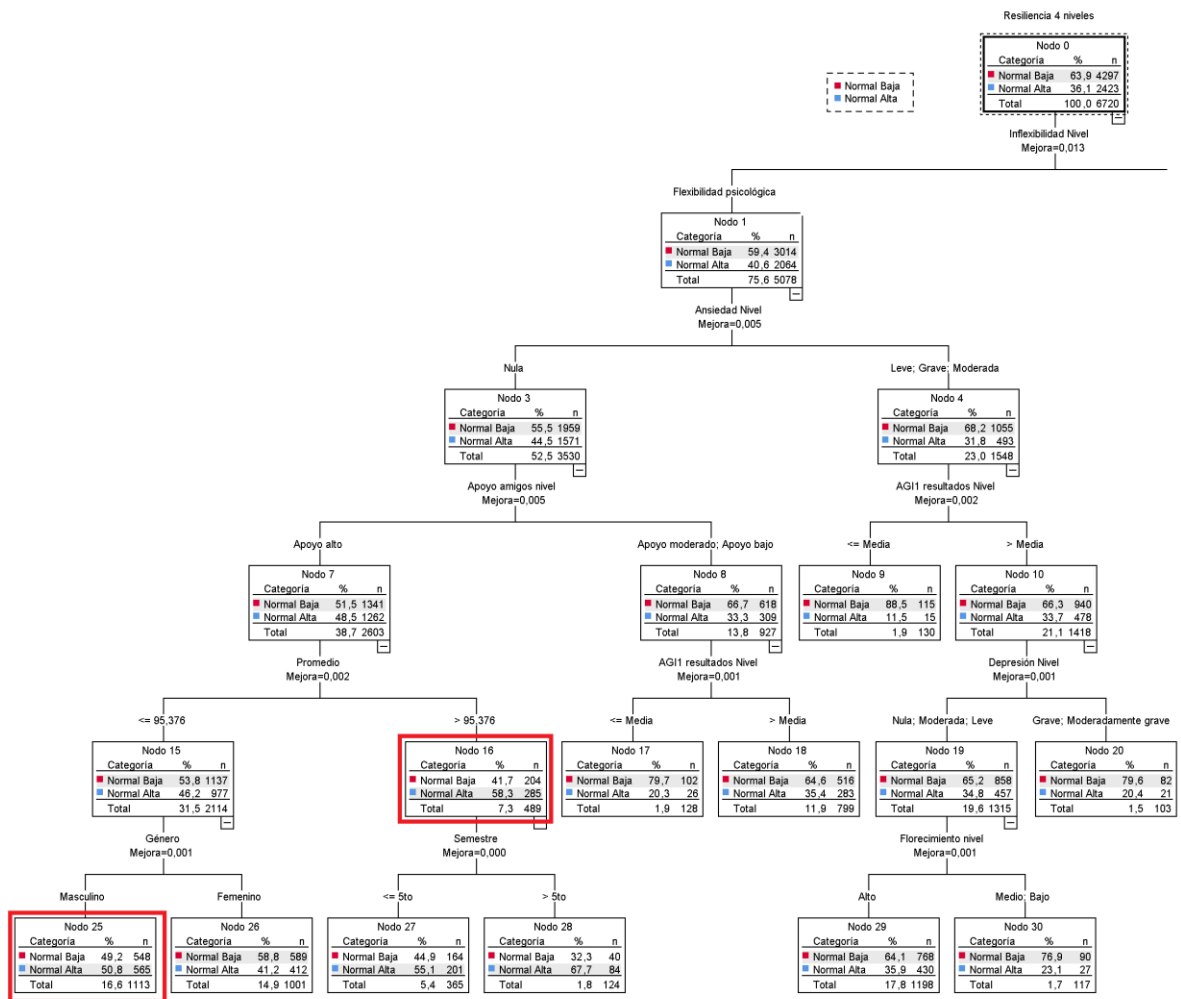 Resiliencia 4 niveles
Nodo 0
Categoría % n
Normal Baja 63,9 4297
Normal Alta 36,1 2423
Total 100,0 6720
Normal Baja
Normal Alta
Inflexibilidad Nivel
Mejora=0,013
Flexibilidad psicológica
Nodo 1
Categoría % n
Normal Baja 59,4 3014
Normal Alta 40,6 2064
Total 75,6 5078
Ansiedad Nivel
Mejora=0,005
Nula
Leve; Grave; Moderada
Nodo 3
Categoría % n
Normal Baja 55,5 1959
Normal Alta 44,5 1571
Total 52,5 3530
Nodo 4
Categoría % n
Normal Baja 68,2 1055
Normal Alta 31,8 493
Total 23,0 1548
Apoyo amigos nivel
Mejora=0,005
AGI1 resultados Nivel
Mejora=0,002
Apoyo alto
Apoyo moderado; Apoyo bajo
<= Media
> Media
Nodo 7
Categoría % n
Normal Baja 51,5 1341
Normal Alta 48,5 1262
Total 38,7 2603
Nodo 8
Categoría % n
Normal Baja 66,7 618
Normal Alta 33,3 309
Total 13,8 927
Nodo 9
Categoría % n
Normal Baja 88,5 115
Normal Alta 11,5 15
Total 1,9 130
Nodo 10
Categoría % n
Normal Baja 66,3 940
Normal Alta 33,7 478
Total 21,1 1418
Promedio
Mejora=0,002
AGI1 resultados Nivel
Mejora=0,001
Depresión Nivel
Mejora=0,001
<= 95,376
> 95,376
<= Media
> Media
Nula; Moderada; Leve
Grave; Moderadamente grave
Nodo 15
Categoría % n
Normal Baja 53,8 1137
Normal Alta 46,2 977
Total 31,5 2114
Nodo 16
Categoría % n
Normal Baja 41,7 204
Normal Alta 58,3 285
Total 7,3 489
Nodo 17
Categoría % n
Normal Baja 79,7 102
Normal Alta 20,3 26
Total 1,9 128
Nodo 18
Categoría % n
Normal Baja 64,6 516
Normal Alta 35,4 283
Total 11,9 799
Nodo 19
Categoría % n
Normal Baja 65,2 858
Normal Alta 34,8 457
Total 19,6 1315
Nodo 20
Categoría % n
Normal Baja 79,6 82
Normal Alta 20,4 21
Total 1,5 103
Género
Mejora=0,001
Semestre
Mejora=0,000
Florecimiento nivel
Mejora=0,001
Masculino
Femenino
<= 5to
> 5to
Alto
Medio; Bajo
Nodo 25
Categoría % n
Normal Baja 49,2 548
Normal Alta 50,8 565
Total 16,6 1113
Nodo 26
Categoría % n
Normal Baja 58,8 589
Normal Alta 41,2 412
Total 14,9 1001
Nodo 27
Categoría % n
Normal Baja 44,9 164
Normal Alta 55,1 201
Total 5,4 365
Nodo 28
Categoría % n
Normal Baja 32,3 40
Normal Alta 67,7 84
Total 1,8 124
Nodo 29
Categoría % n
Normal Baja 64,1 768
Normal Alta 35,9 430
Total 17,8 1198
Nodo 30
Categoría % n
Normal Baja 76,9 90
Normal Alta 23,1 27
Total 1,7 117